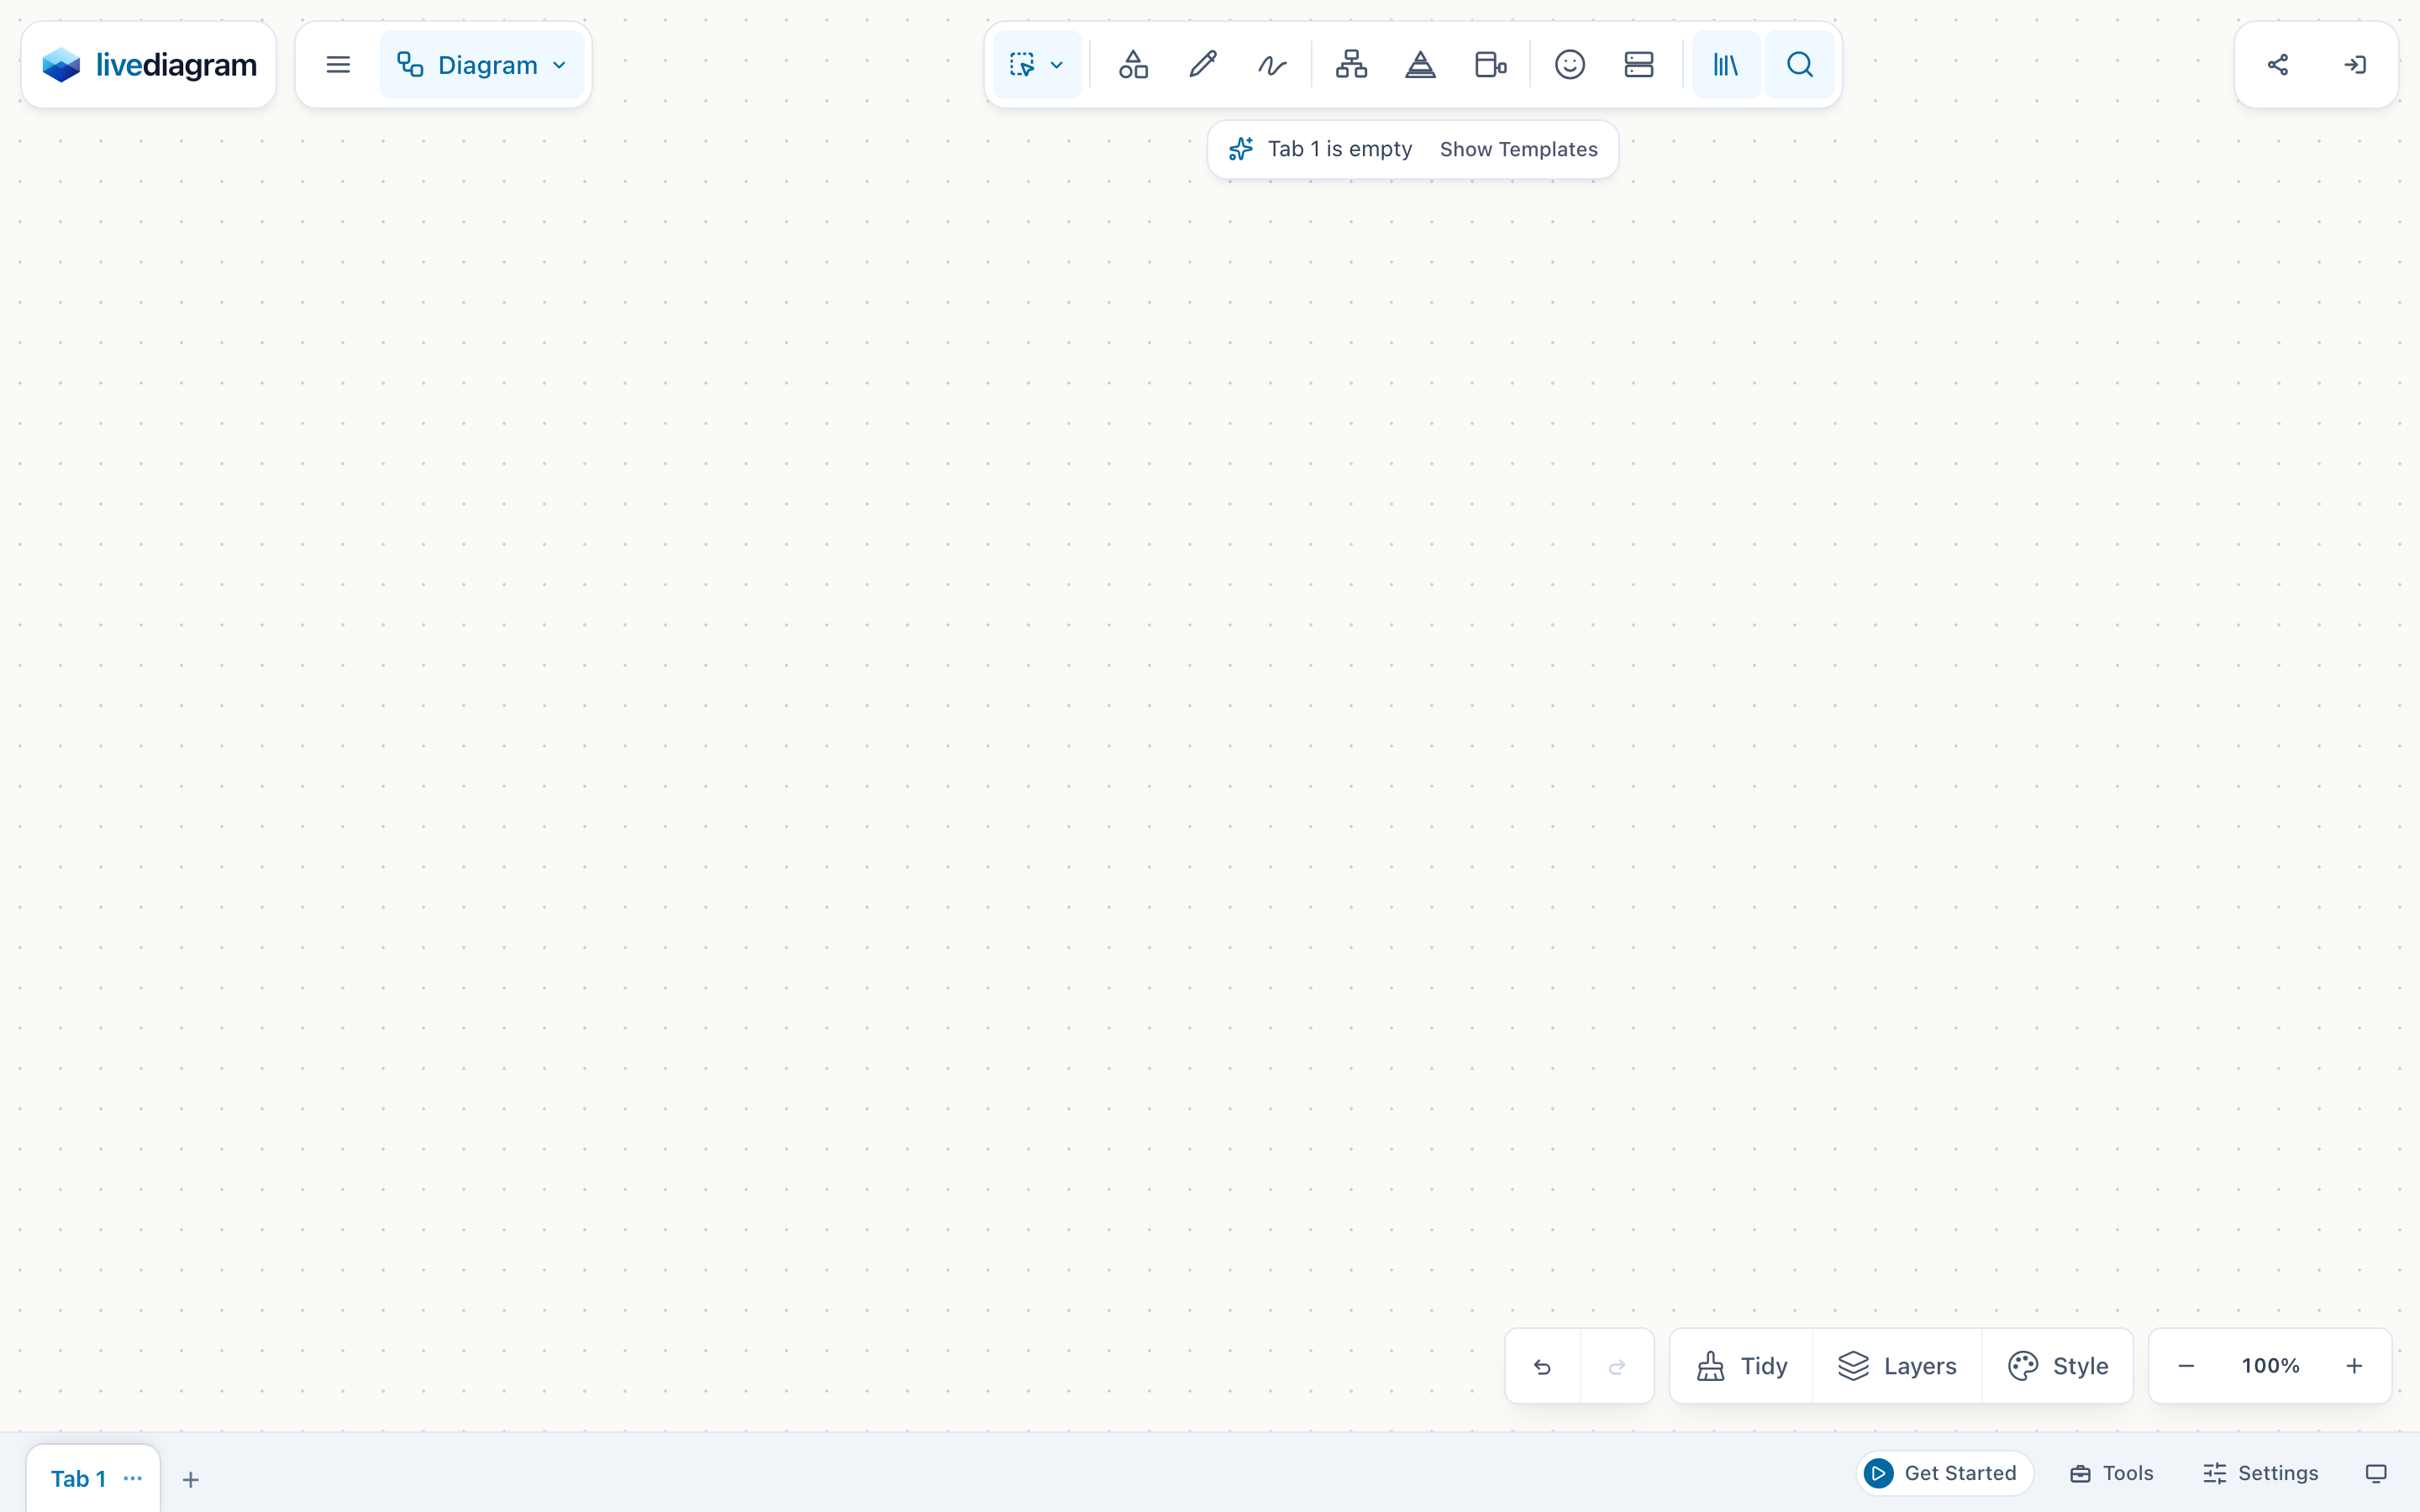 livediagram
Diagram
Tab 1 is empty Show Templates
Tidy Layers Style 100%
Tab 1
Get Started Tools Settings